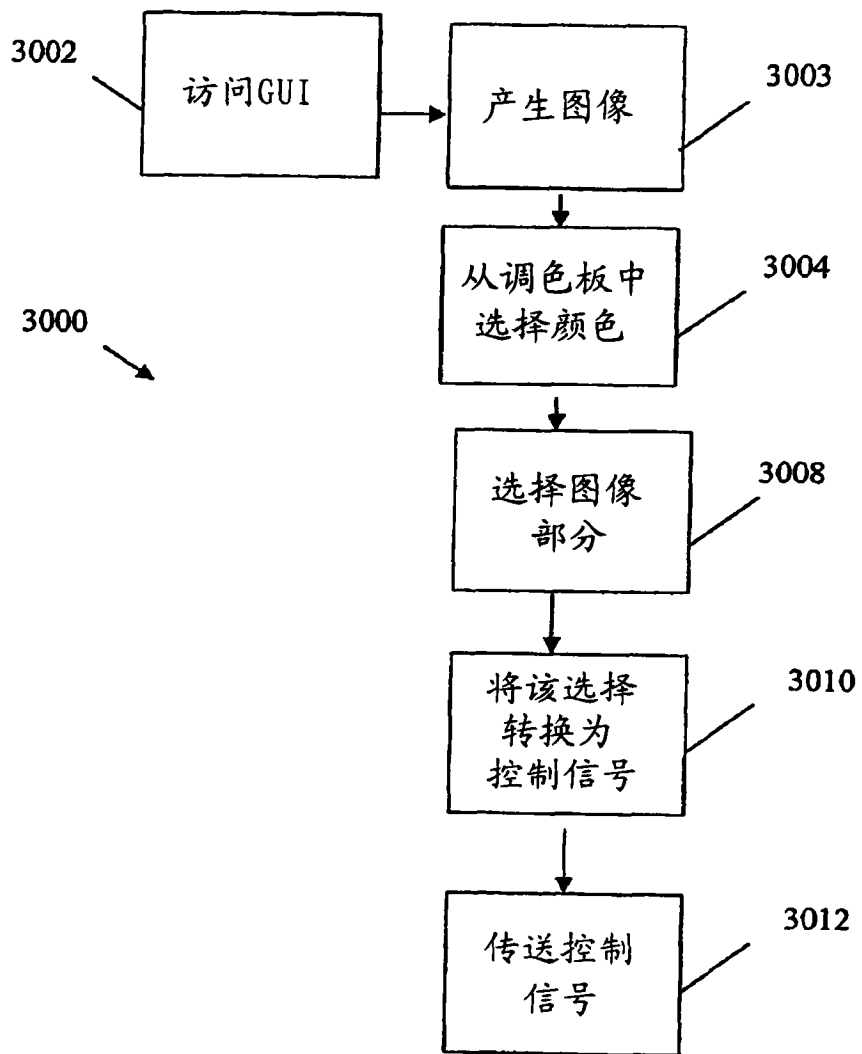 3002
访问GUI
产生图像
3003
从调色板中
选择颜色
3004
3000
选择图像
部分
3008
将该选择
转换为
控制信号
3010
传送控制
信号
3012